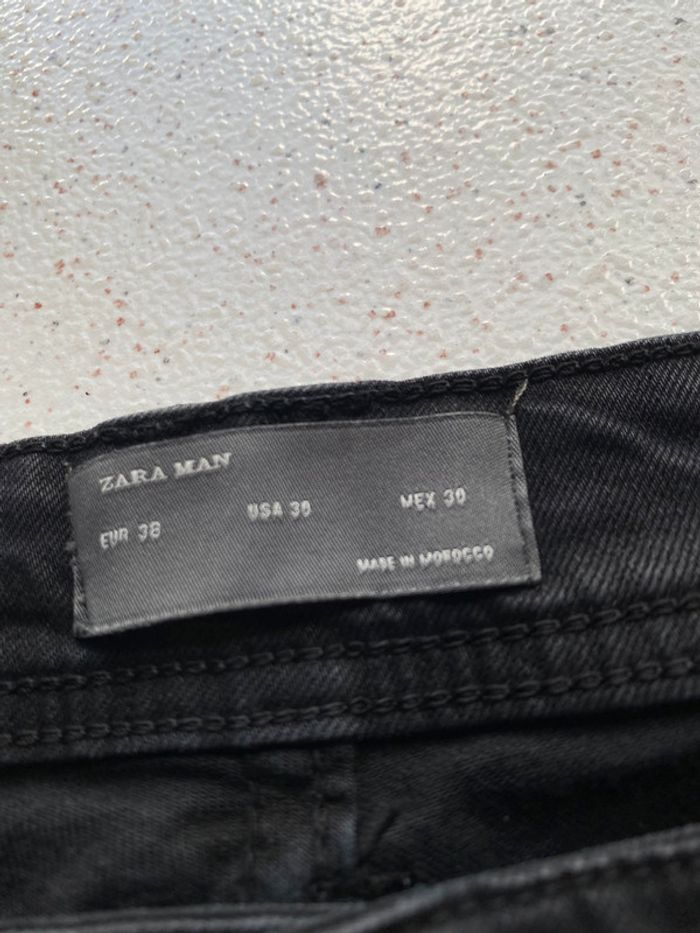 ZARA MAN
EUR 38 USA 30 MEX 30
MADE IN MOROCCO